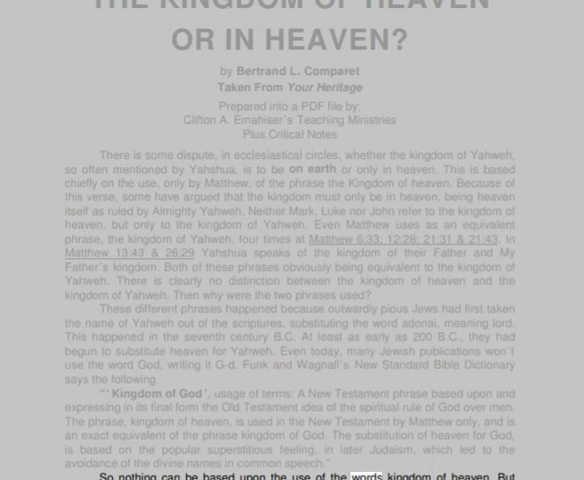 THE KINGDOM OF HEAVEN
OR IN HEAVEN?
by Bertrand L. Comparet
Taken From Your Heritage
Prepared into a PDF file by:
Clifton A. Emahiser's Teaching Ministries
Plus Critical Notes
There is some dispute, in ecclesiastical circles, whether the kingdom of Yahweh,
so often mentioned by Yahshua, is to be on earth or only in heaven. This is based
chiefly on the use, only by Matthew, of the phrase the Kingdom of heaven. Because of
this verse, some have argued that the kingdom must only be in heaven, being heaven
itself as ruled by Almighty Yahweh. Neither Mark, Luke nor John refer to the kingdom of
heaven, but only to the kingdom of Yahweh. Even Matthew uses as an equivalent
phrase, the kingdom of Yahweh, four times at Matthew 6:33; 12:28; 21:31 & 21:43. In
Matthew 13:43 & 26:29 Yahshua speaks of the kingdom of their Father and My
Father's kingdom. Both of these phrases obviously being equivalent to the kingdom of
Yahweh. There is clearly no distinction between the kingdom of heaven and the
kingdom of Yahweh. Then why were the two phrases used?
These different phrases happened because outwardly pious Jews had first taken
the name of Yahweh out of the scriptures, substituting the word adonai, meaning lord.
This happened in the seventh century B.C. At least as early as 200 B.C., they had
begun to substitute heaven for Yahweh. Even today, many Jewish publications won't
use the word God, writing it G-d. Funk and Wagnall's New Standard Bible Dictionary
says the following.
"'Kingdom of God', usage of terms: A New Testament phrase based upon and
expressing in its final form the Old Testament idea of the spiritual rule of God over men.
The phrase, kingdom of heaven, is used in the New Testament by Matthew only, and is
an exact equivalent of the phrase kingdom of God. The substitution of heaven for God,
is based on the popular superstitious feeling, in later Judaism, which led to the
avoidance of the divine names in common speech."
So nothing can be based upon the use of the words kingdom of heaven. But